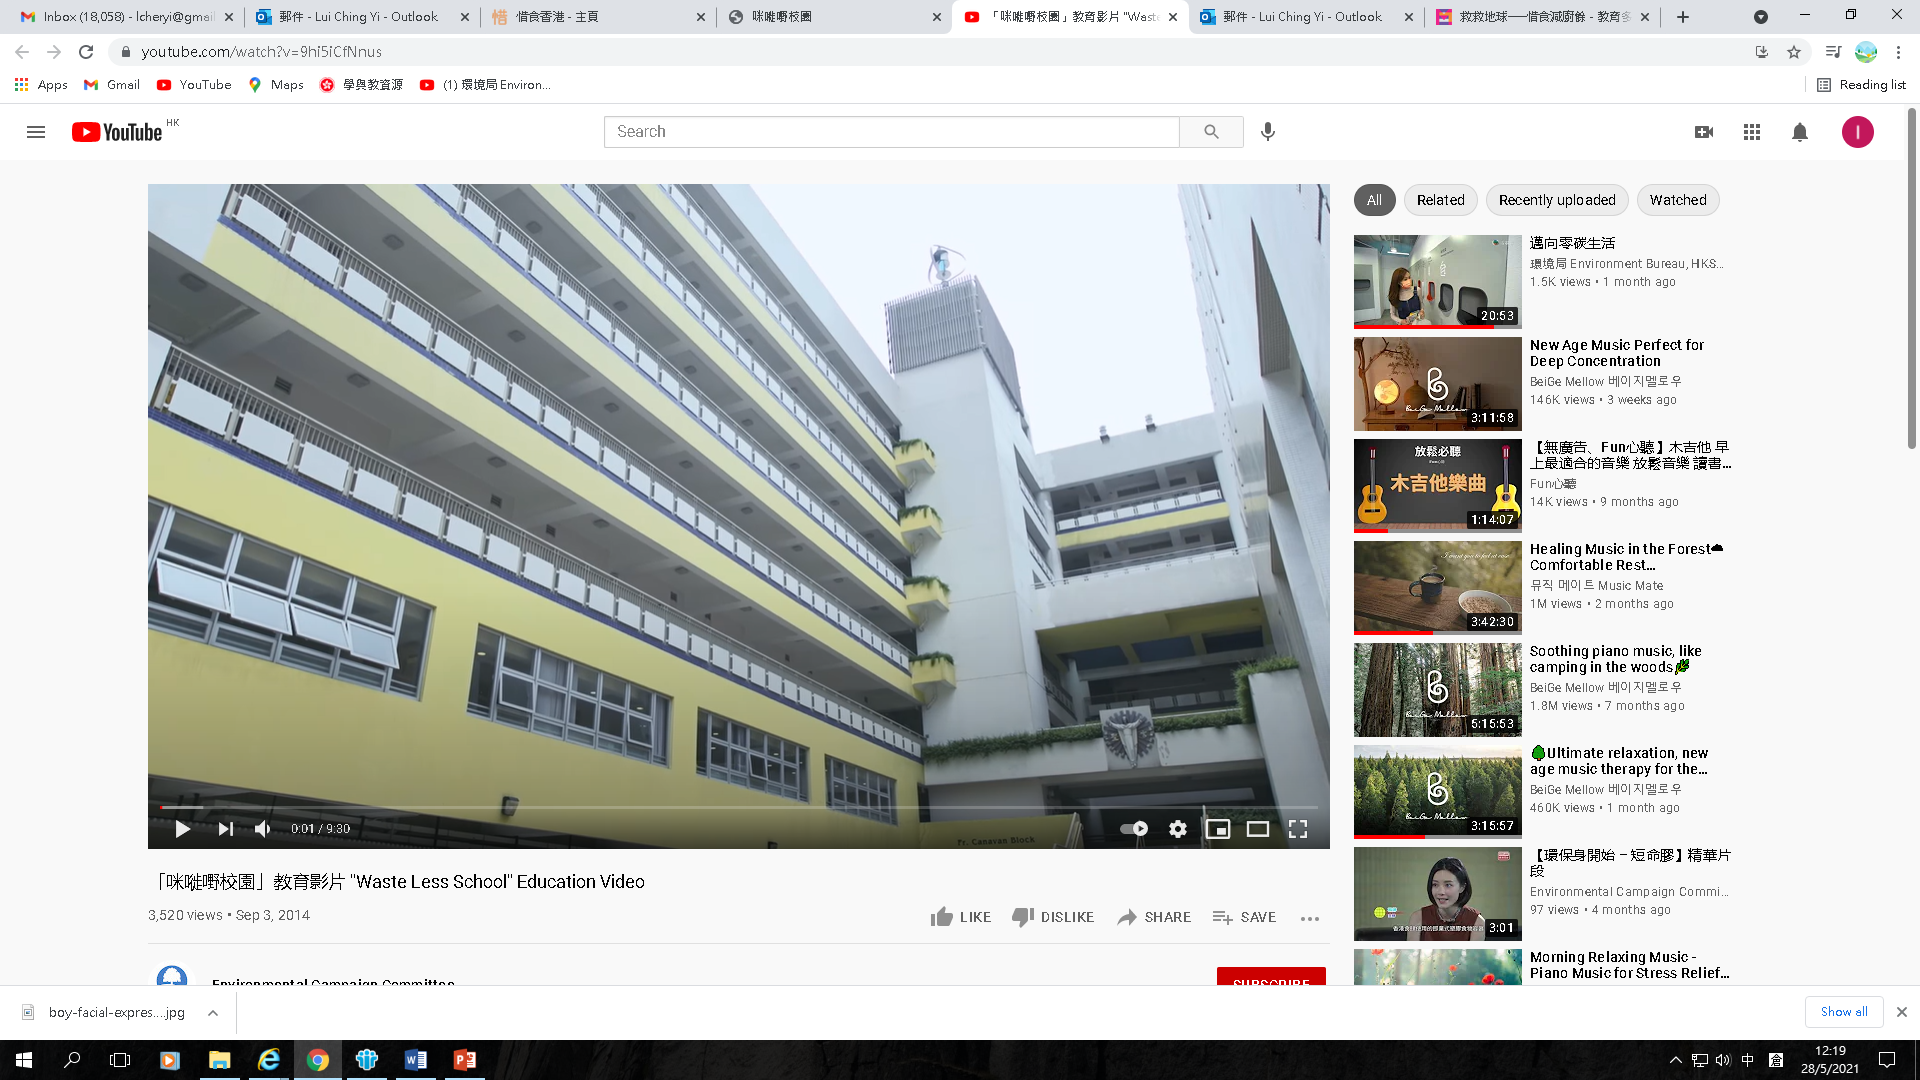 Inbox (18,058) - lcheryi@gmai
郵件 - Lui Ching Yi - Outlook
惜食香港 - 主頁
咪嘥嘢校園
「咪嘥嘢校園」教育影片 "Waste
郵件 - Lui Ching Yi - Outlook
救救地球——惜食減廚餘 - 教育多
youtube.com/watch?v=9hi5iCfNnus
Apps
Gmail
YouTube
Maps
學與教資源
(1) 環境局 Environ...
Reading list
YouTube HK
Search
All
Related
Recently uploaded
Watched
Fr. Canavan Block
0:01 / 9:30
「咪嘥嘢校園」教育影片 "Waste Less School" Education Video
3,520 views • Sep 3, 2014
LIKE
DISLIKE
SHARE
SAVE
Environmental Campaign Committee
SUBSCRIBE
20:53
邁向零碳生活
環境局 Environment Bureau, HKS...
1.5K views • 1 month ago
BeiGe Mellow
3:11:58
New Age Music Perfect for
Deep Concentration
BeiGe Mellow 베이지멜로우
146K views • 3 weeks ago
放鬆必聽
木吉他樂曲
1:14:07
【無廣告、Fun心聽】木吉他 早
上最適合的音樂 放鬆音樂 讀書...
Fun心聽
14K views • 9 months ago
3:42:30
Healing Music in the Forest☁
Comfortable Rest...
뮤직 메이트 Music Mate
1M views • 2 months ago
BeiGe Mellow
5:15:53
Soothing piano music, like
camping in the woods🌿
BeiGe Mellow 베이지멜로우
1.8M views • 7 months ago
BeiGe Mellow
3:15:57
🌳Ultimate relaxation, new
age music therapy for the...
BeiGe Mellow 베이지멜로우
460K views • 1 month ago
3:01
【環保身開始 – 短命膠】精華片
段
Environmental Campaign Commi...
97 views • 4 months ago
Morning Relaxing Music -
Piano Music for Stress Relief...
boy-facial-expres....jpg
Show all
中
12:19
28/5/2021